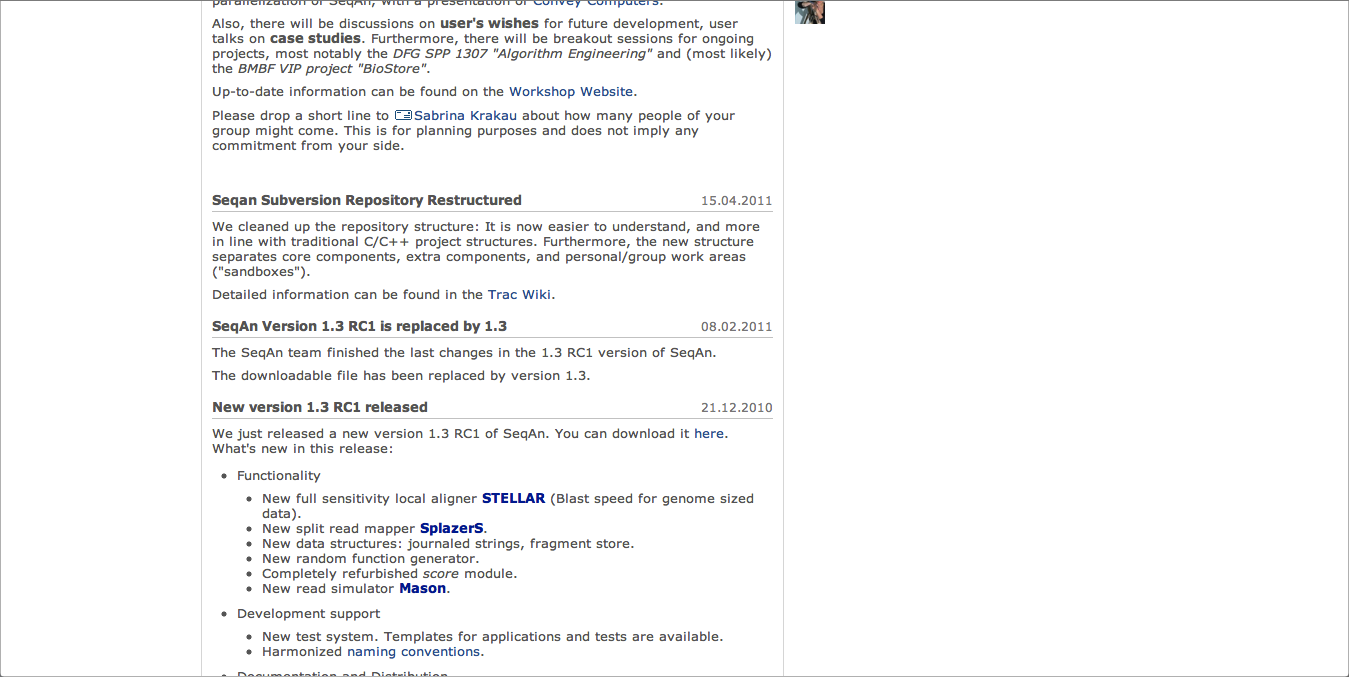 parallelization of SeqAn, with a presentation of Convey Computers.
Also, there will be discussions on user's wishes for future development, user
talks on case studies. Furthermore, there will be breakout sessions for ongoing
projects, most notably the DFG SPP 1307 "Algorithm Engineering" and (most likely)
the BMBF VIP project "BioStore".
Up-to-date information can be found on the Workshop Website.
Please drop a short line to Sabrina Krakau about how many people of your
group might come. This is for planning purposes and does not imply any
commitment from your side.
Seqan Subversion Repository Restructured 15.04.2011
We cleaned up the repository structure: It is now easier to understand, and more
in line with traditional C/C++ project structures. Furthermore, the new structure
separates core components, extra components, and personal/group work areas
("sandboxes").
Detailed information can be found in the Trac Wiki.
SeqAn Version 1.3 RC1 is replaced by 1.3 08.02.2011
The SeqAn team finished the last changes in the 1.3 RC1 version of SeqAn.
The downloadable file has been replaced by version 1.3.
New version 1.3 RC1 released 21.12.2010
We just released a new version 1.3 RC1 of SeqAn. You can download it here.
What's new in this release:
• Functionality
• New full sensitivity local aligner STELLAR (Blast speed for genome sized
data).
• New split read mapper SplazerS.
• New data structures: journaled strings, fragment store.
• New random function generator.
• Completely refurbished score module.
• New read simulator Mason.
• Development support
• New test system. Templates for applications and tests are available.
• Harmonized naming conventions.
• Documentation and Distribution